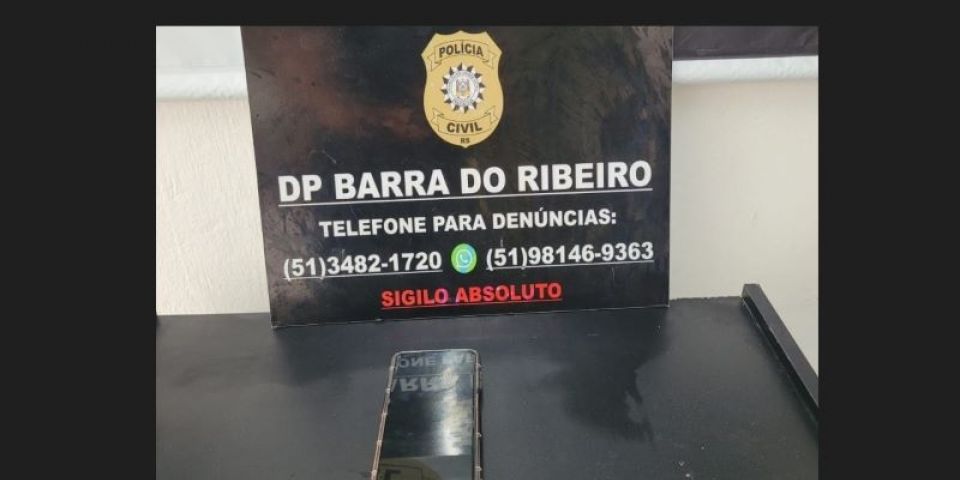 POLÍCIA
CIVIL
RS
DP BARRA DO RIBEIRO
TELEFONE PARA DENÚNCIAS:
(51)3482-1720 (51)98146-9363
SIGILO ABSOLUTO